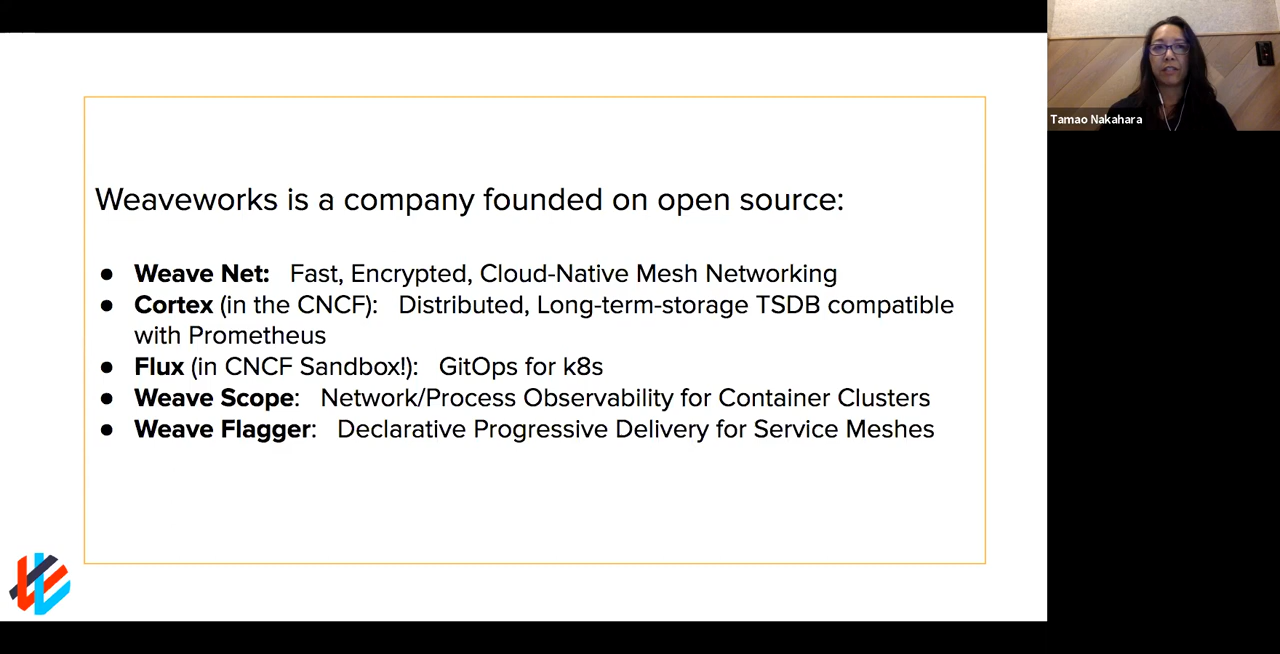 Weaveworks is a company founded on open source:
● Weave Net: Fast, Encrypted, Cloud-Native Mesh Networking
● Cortex (in the CNCF): Distributed, Long-term-storage TSDB compatible
with Prometheus
● Flux (in CNCF Sandbox!): GitOps for k8s
● Weave Scope: Network/Process Observability for Container Clusters
● Weave Flagger: Declarative Progressive Delivery for Service Meshes
Tamao Nakahara